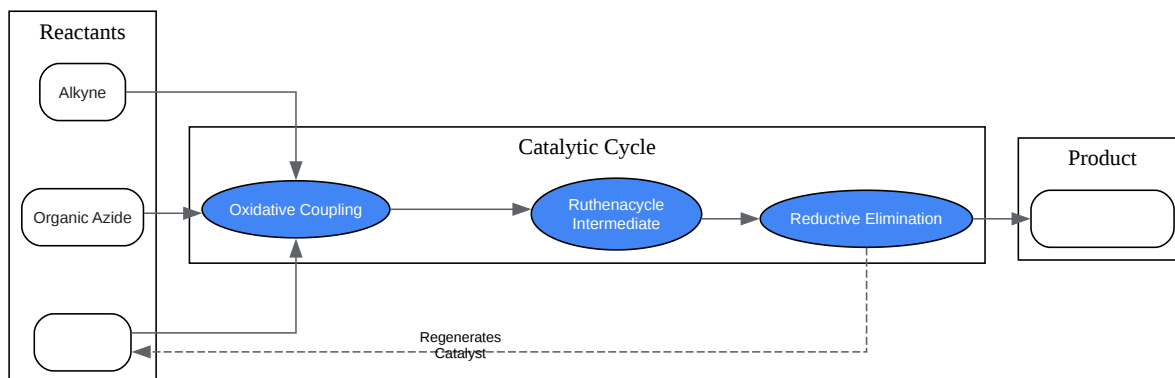 Reactants
Alkyne
Organic Azide
Catalytic Cycle
Oxidative Coupling
Ruthenacycle
Intermediate
Reductive Elimination
Product
Regenerates
Catalyst